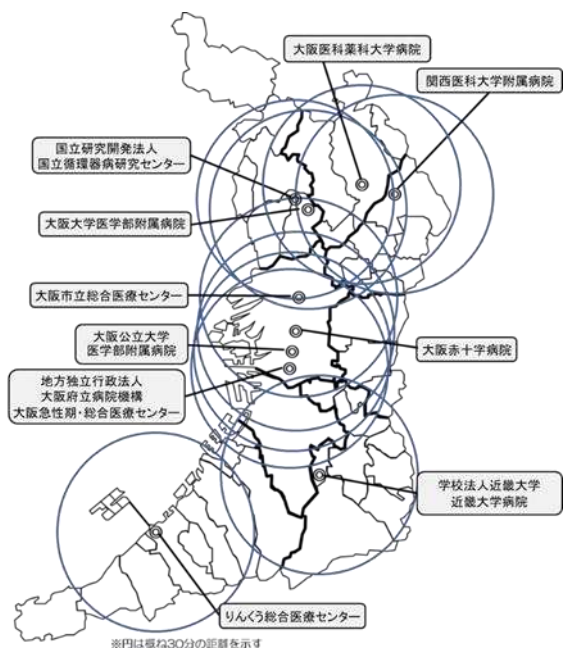 大阪医科薬科大学病院
関西医科大学附属病院
国立研究開発法人
国立循環器病研究センター
大阪大学医学部附属病院
大阪市立総合医療センター
大阪公立大学
医学部附属病院
大阪赤十字病院
地方独立行政法人
大阪府立病院機構
大阪急性期・総合医療センター
学校法人近畿大学
近畿大学病院
りんくう総合医療センター
※円は概ね30分の距離を示す